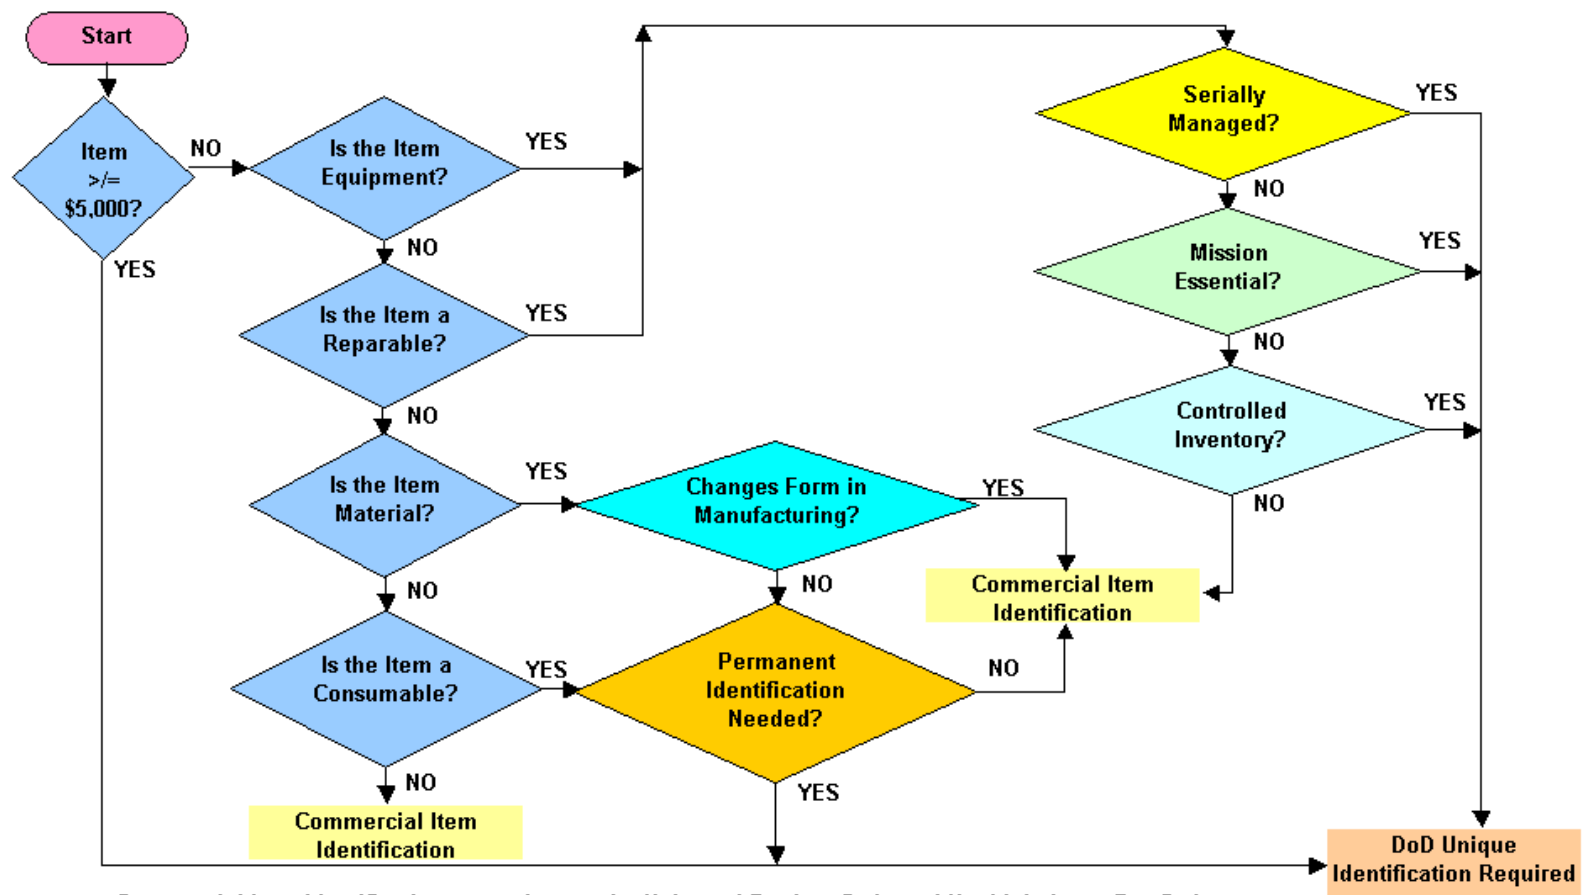 Start
Item
>/=
$5,000?
NO
YES
Is the Item
Equipment?
YES
NO
Is the Item a
Reparable?
YES
NO
Is the Item
Material?
YES
NO
Is the Item a
Consumable?
YES
NO
Commercial Item
Identification
Changes Form in
Manufacturing?
YES
NO
Permanent
Identification
Needed?
NO
YES
Commercial Item
Identification
Serially
Managed?
YES
NO
Mission
Essential?
YES
NO
Controlled
Inventory?
YES
NO
DoD Unique
Identification Required